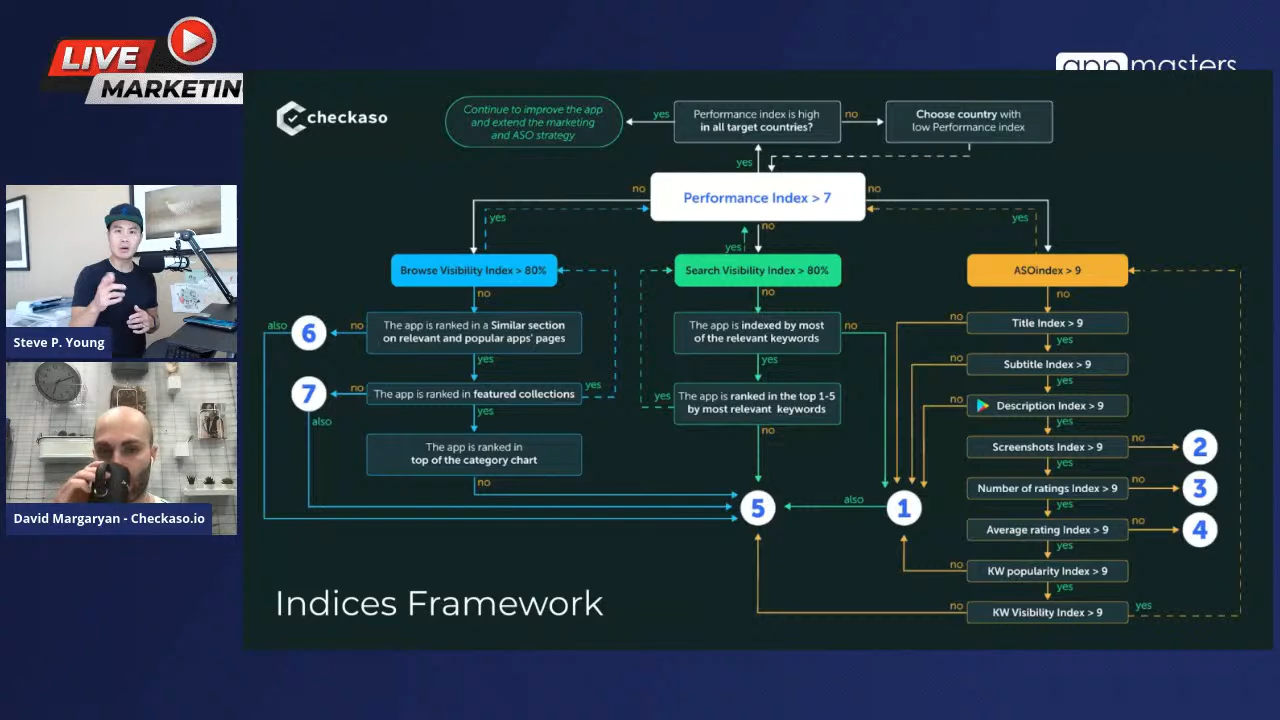 LIVE
MARKETIN
app masters
checkaso
Continue to improve the app
and extend the marketing
and ASO strategy
yes
Performance index is high
in all target countries?
no
Choose country with
low Performance index
yes
no
Performance Index > 7
no
yes
no
yes
yes
Browse Visibility Index > 80%
Search Visibility Index > 80%
ASOindex > 9
no
no
no
also
6
no
The app is ranked in a Similar section
on relevant and popular apps' pages
yes
7
no
The app is ranked in featured collections
yes
also
yes
The app is ranked in
top of the category chart
no
The app is indexed by most
of the relevant keywords
no
yes
yes
The app is ranked in the top 1-5
by most relevant keywords
no
5
also
1
no
Title Index > 9
yes
no
Subtitle Index > 9
yes
no
Description Index > 9
yes
Screenshots Index > 9
no
2
yes
Number of ratings Index > 9
no
3
yes
Average rating Index > 9
no
4
yes
no
KW popularity Index > 9
yes
no
KW Visibility Index > 9
yes
Indices Framework
Steve P. Young
David Margaryan - Checkaso.io